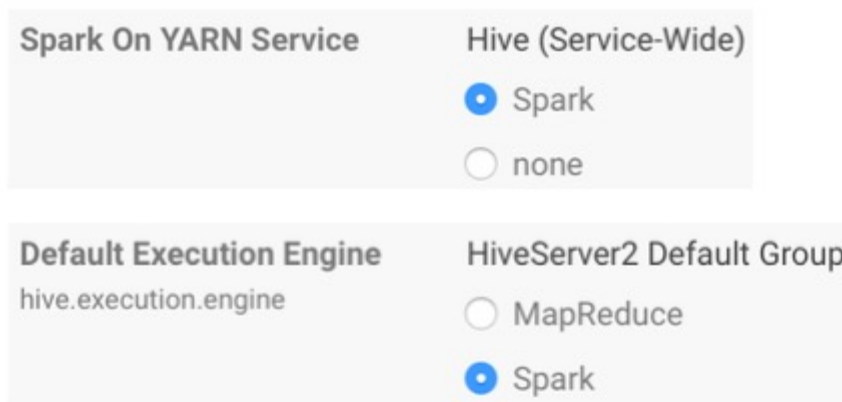 Spark On YARN Service
Hive (Service-Wide)
Spark
none
Default Execution Engine
hive.execution.engine
HiveServer2 Default Group
MapReduce
Spark